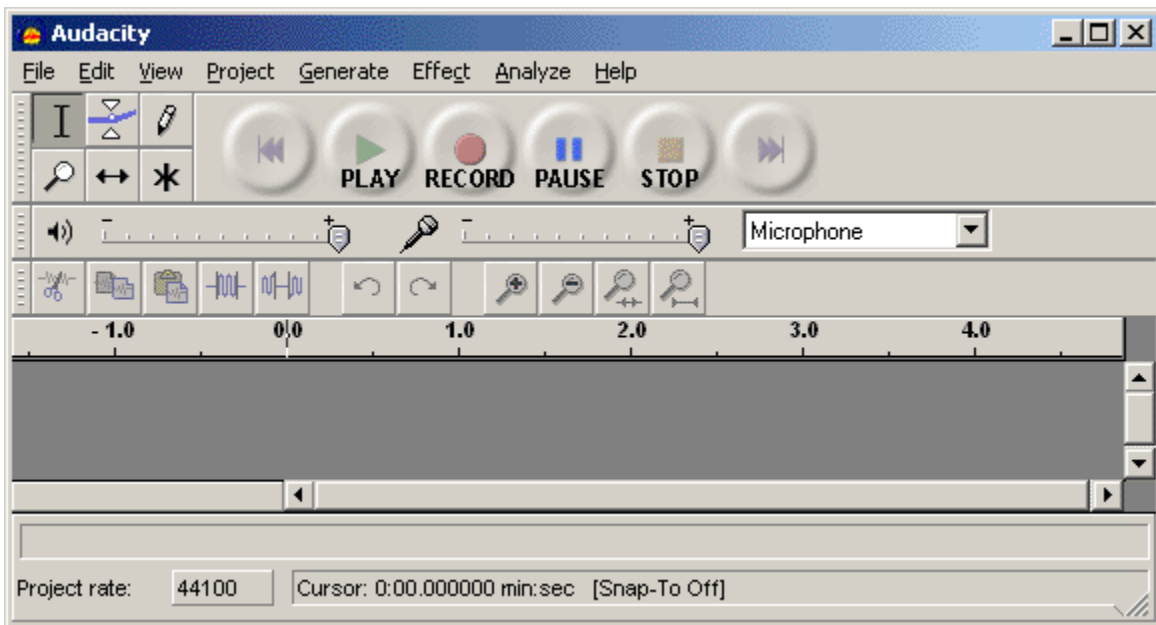 Audacity
File Edit View Project Generate Effect Analyze Help
PLAY RECORD PAUSE STOP
- + - + Microphone
- 1.0 0.0 1.0 2.0 3.0 4.0
Project rate: 44100 Cursor: 0:00.000000 min:sec [Snap-To Off]